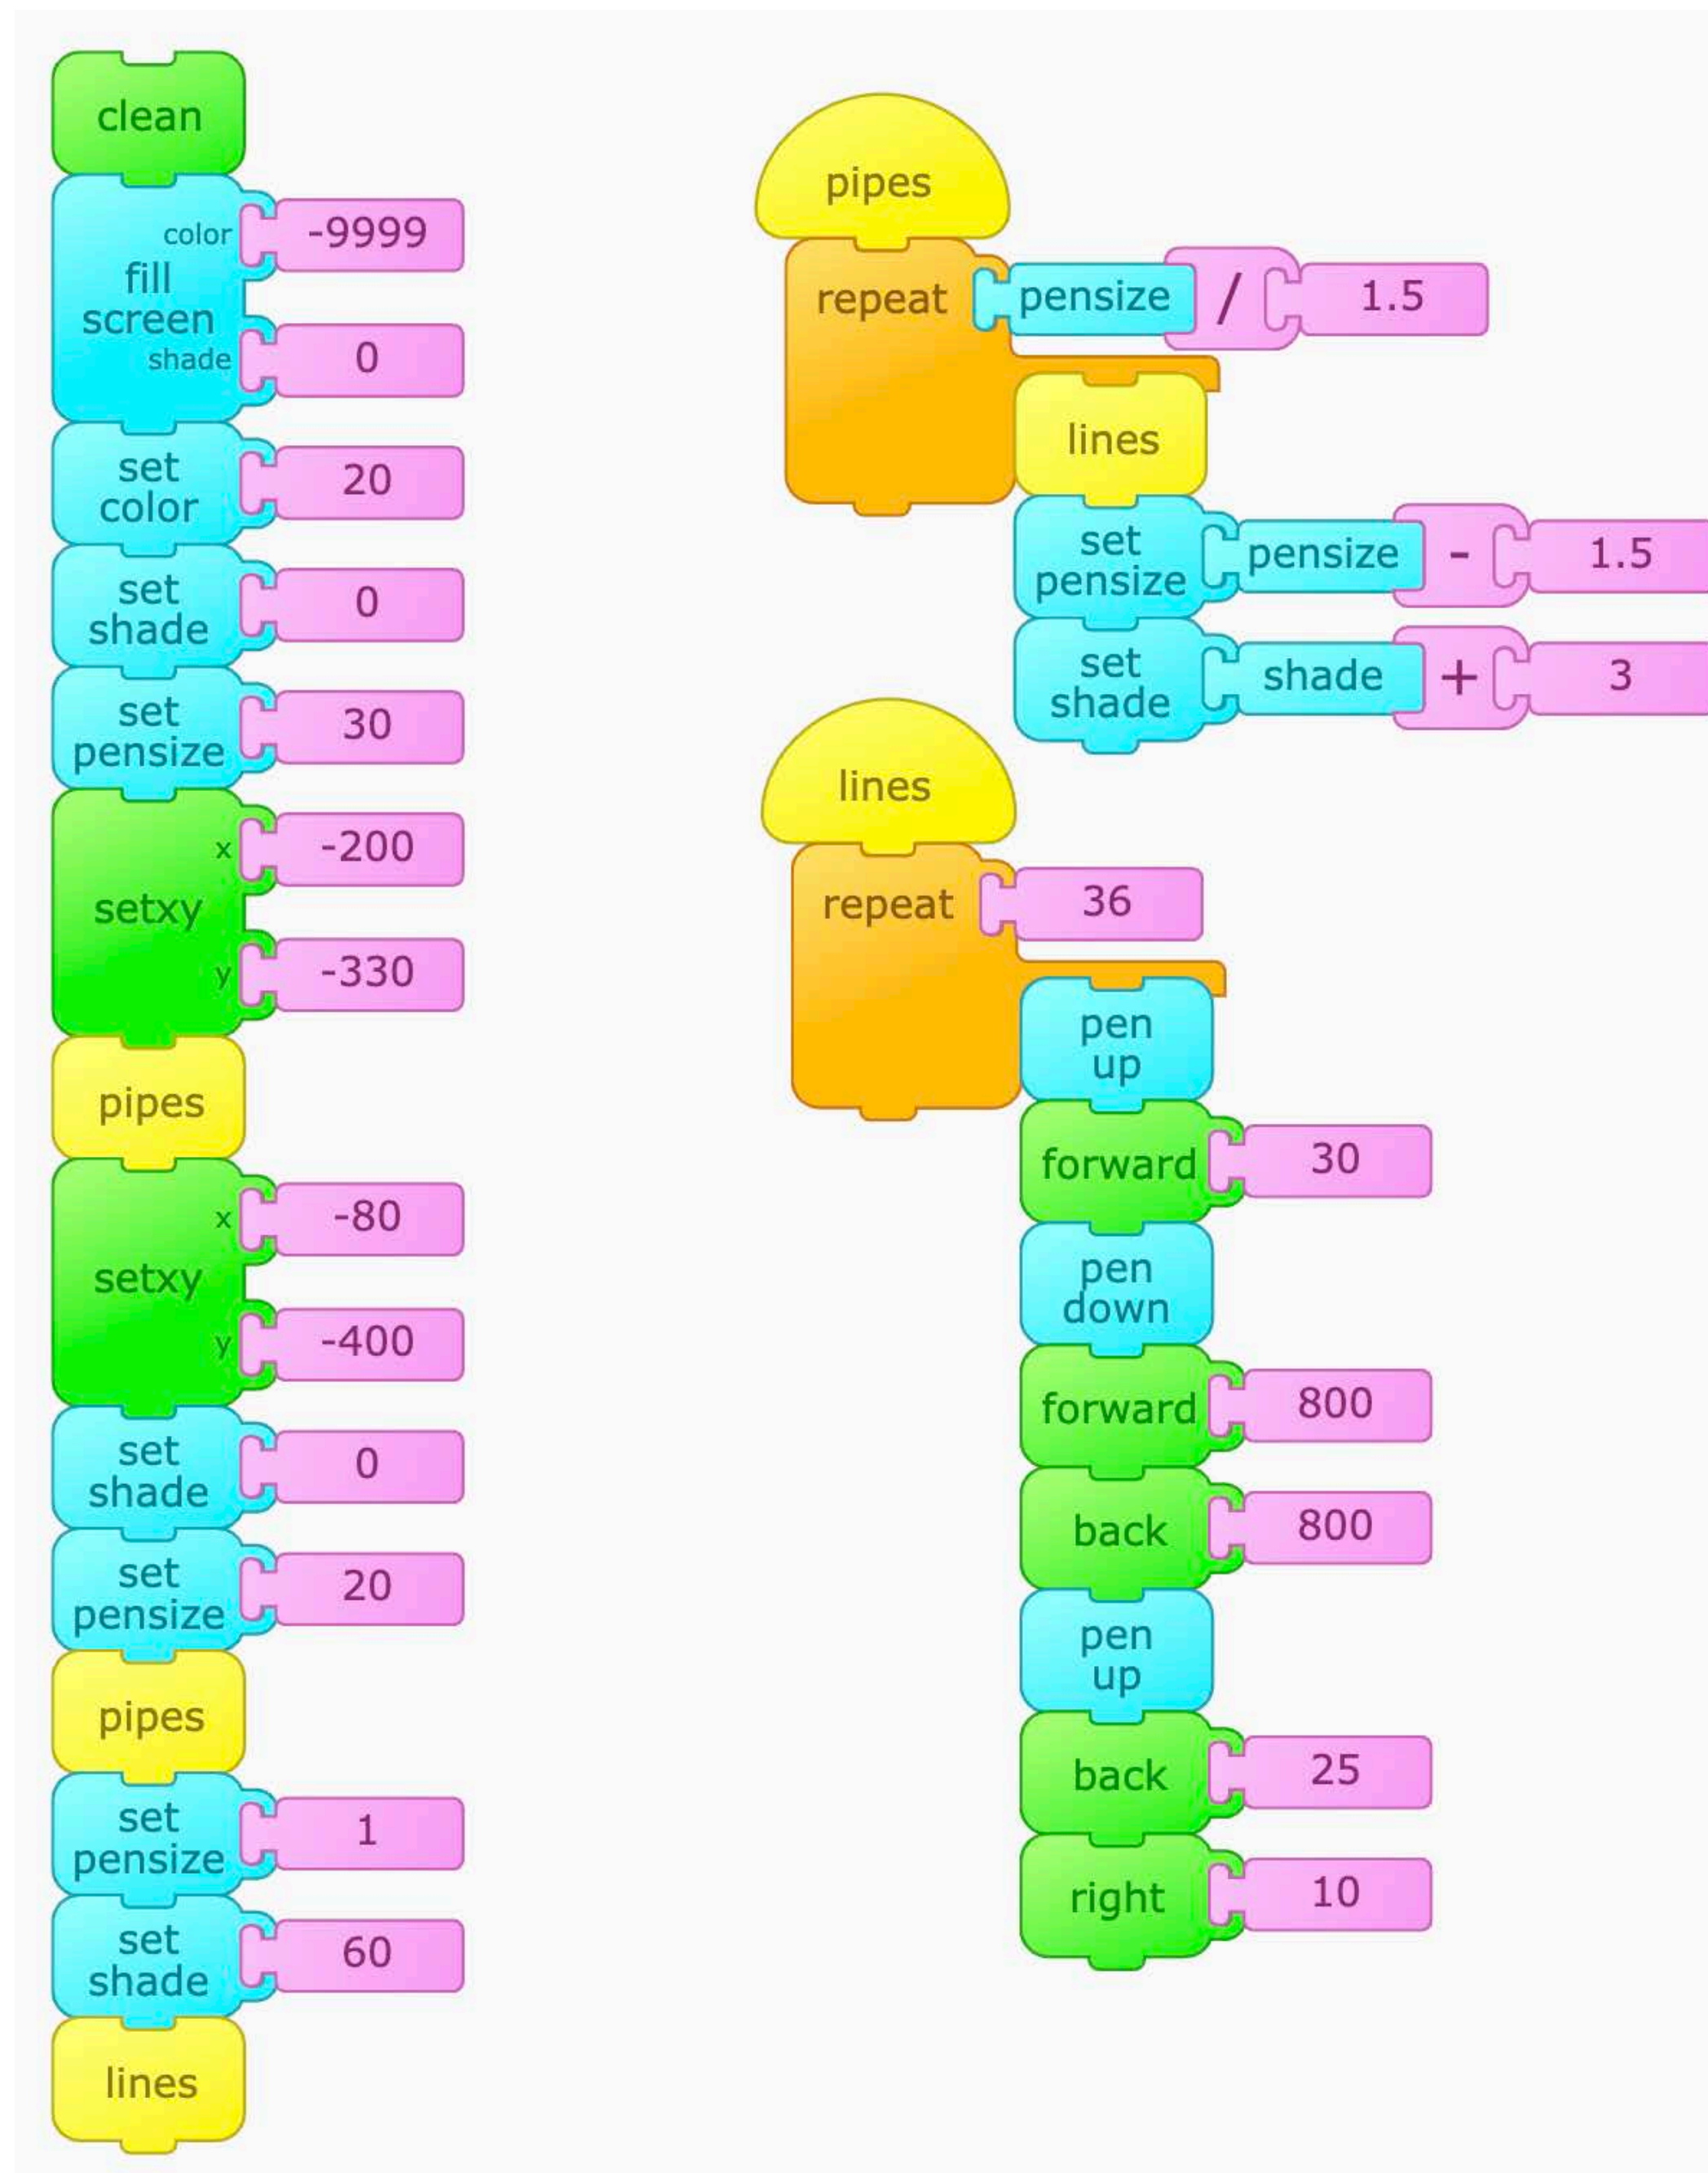 clean
color -9999
fill
screen
shade 0
set
color 20
set
shade 0
set
pensize 30
x -200
setxy
y -330
pipes
x -80
setxy
y -400
set
shade 0
set
pensize 20
pipes
set
pensize 1
set
shade 60
lines
pipes
repeat pensize / 1.5
lines
set
pensize pensize - 1.5
set
shade shade + 3
lines
repeat 36
pen
up
forward 30
pen
down
forward 800
back 800
pen
up
back 25
right 10